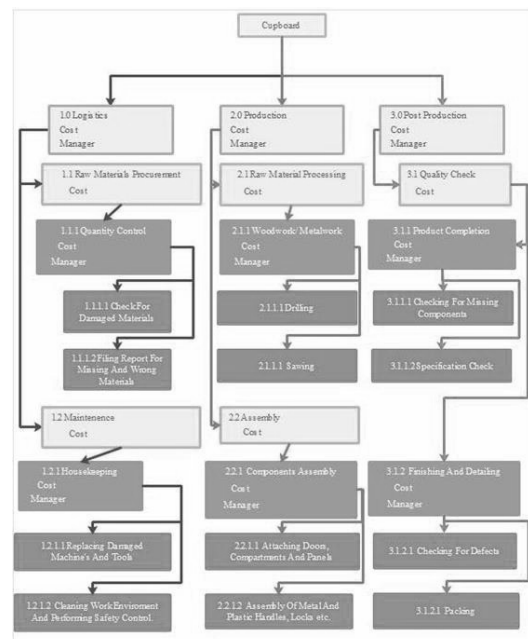 Cupboard
1.0 Logistics
Cost
Manager
1.1 Raw Materials Procurement
Cost
1.1.1 Quantity Control
Cost
Manager
1.1.1.1 Check For
Damaged Materials
1.1.1.2 Filing Report For
Missing And Wrong
Materials
1.2 Maintenence
Cost
1.2.1 Housekeeping
Cost
Manager
1.2.1.1 Replacing Damaged
Machine's And Tools
1.2.1.2 Cleaning Work Enviroment
And Performing Safety Control.
2.0 Production
Cost
Manager
2.1 Raw Material Processing
Cost
2.1.1 Woodwork/ Metalwork
Cost
Manager
2.1.1.1 Drilling
2.1.1.1 Sawing
2.2 Assembly
Cost
2.2.1 Components Assembly
Cost
Manager
2.2.1.1 Attaching Doors,
Compartments And Panels
2.2.1.2 Assembly Of Metal And
Plastic Handles, Locks etc.
3.0 Post Production
Cost
Manager
3.1 Quality Check
Cost
3.1.1 Product Completion
Cost
Manager
3.1.1.1 Checking For Missing
Components
3.1.1.2 Specification Check
3.1.2 Finishing And Detailing
Cost
Manager
3.1.2.1 Checking For Defects
3.1.2.1 Packing